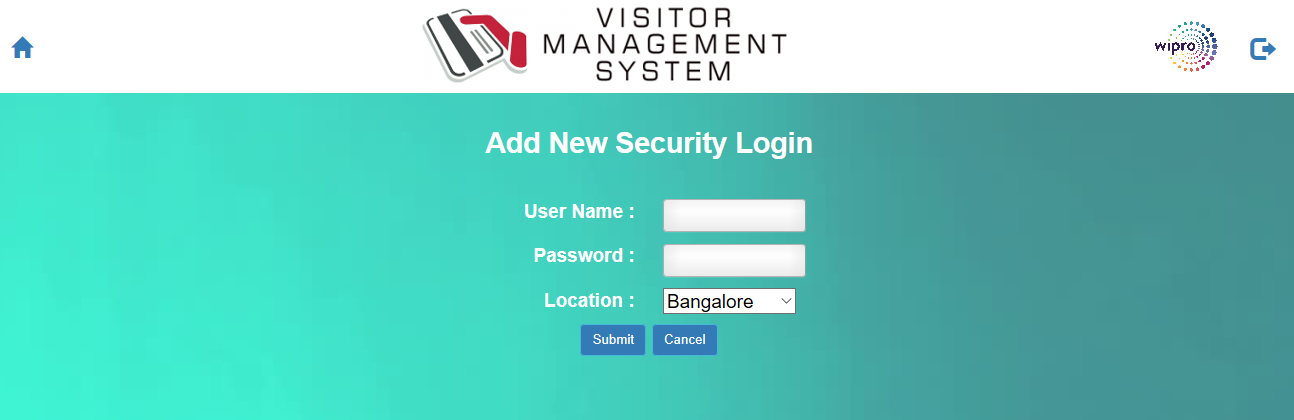 VISITOR
MANAGEMENT
SYSTEM
wipro
Add New Security Login
User Name :
Password :
Location : Bangalore
Submit Cancel